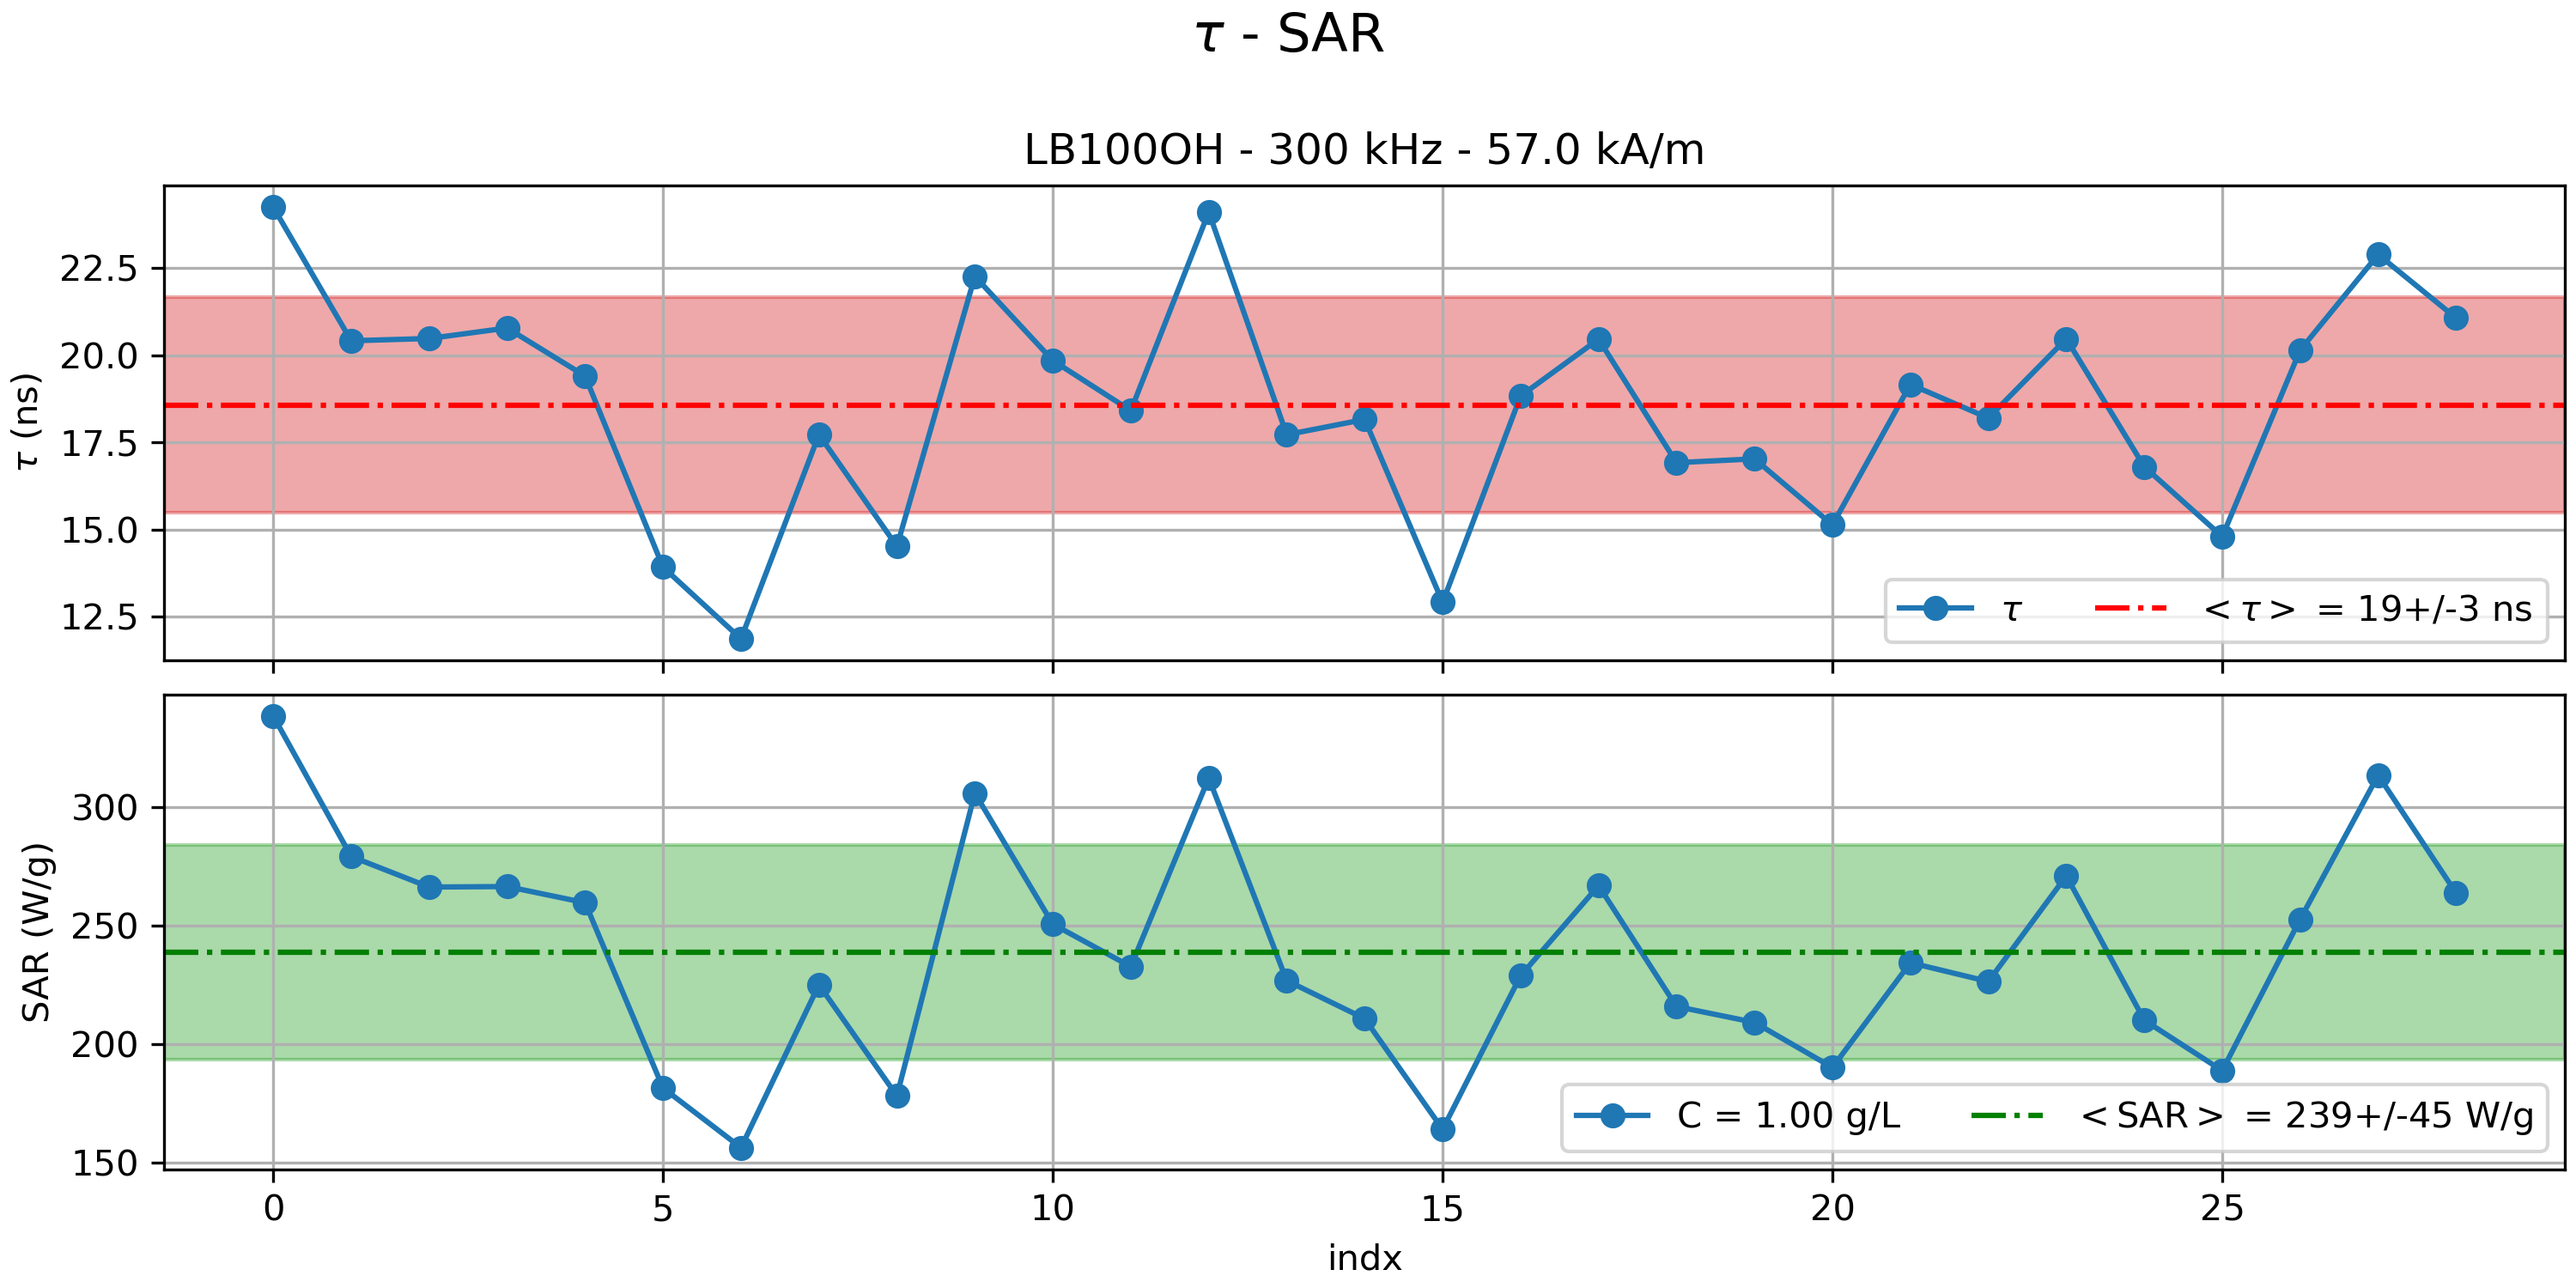 τ - SAR
LB100OH - 300 kHz - 57.0 kA/m
τ (ns)
22.5
20.0
17.5
15.0
12.5
τ
<τ> = 19+/-3 ns
SAR (W/g)
300
250
200
150
C = 1.00 g/L
<SAR> = 239+/-45 W/g
0 5 10 15 20 25
indx